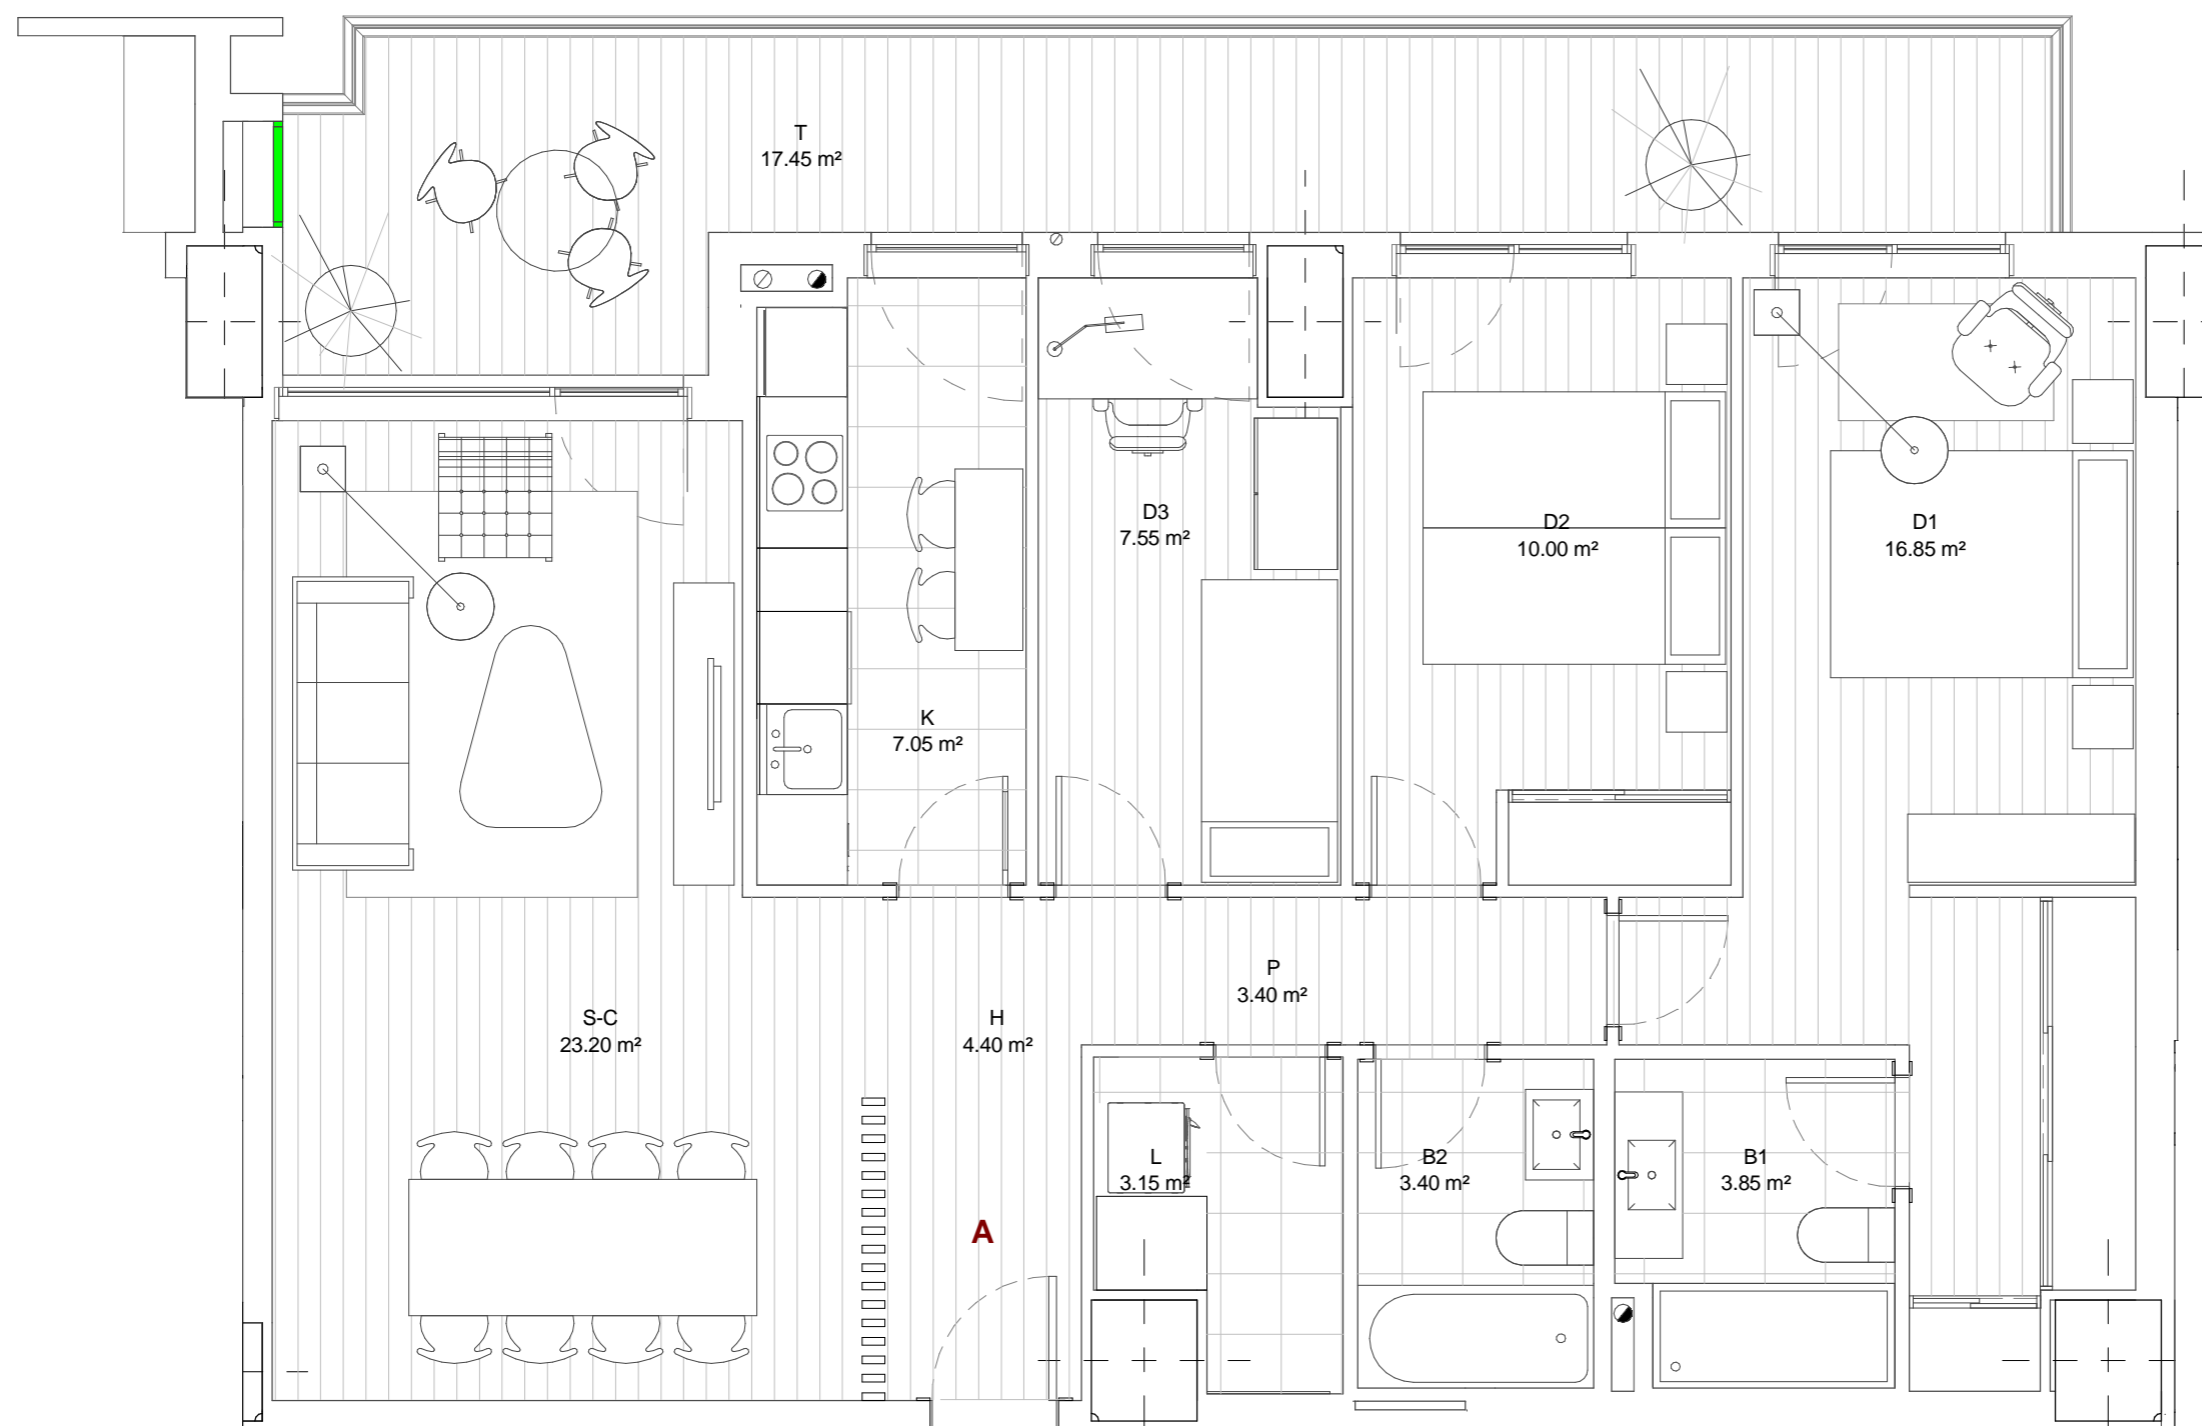 T
17.45 m²
D3
7.55 m²
D2
10.00 m²
D1
16.85 m²
K
7.05 m²
P
3.40 m²
S-C
23.20 m²
H
4.40 m²
L
3.15 m²
B2
3.40 m²
B1
3.85 m²
A